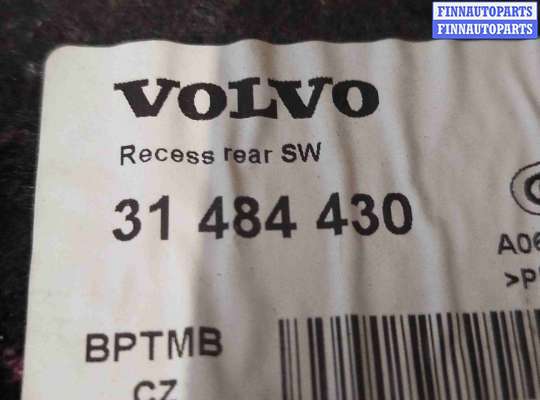 FINNAUTOPARTS
FINNAUTOPARTS
VOLVO
Recess rear SW
31 484 430
A06
>P
BPTMB
CZ